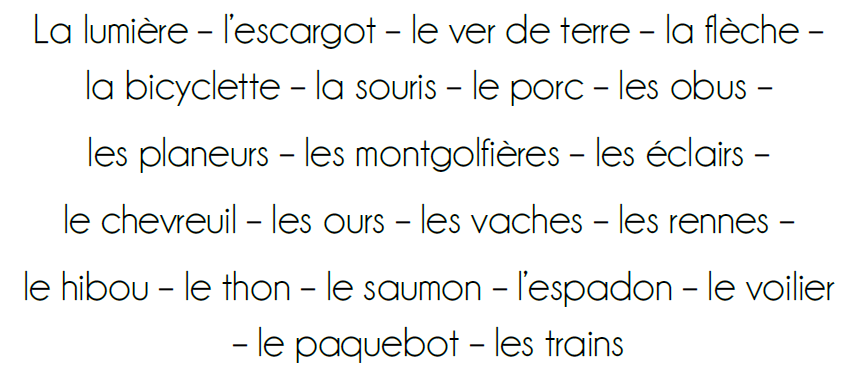 La lumière – l’escargot – le ver de terre – la flèche –
la bicyclette – la souris – le porc – les obus –
les planeurs – les montgolfières – les éclairs –
le chevreuil – les ours – les vaches – les rennes –
le hibou – le thon – le saumon – l’espadon – le voilier
– le paquebot – les trains